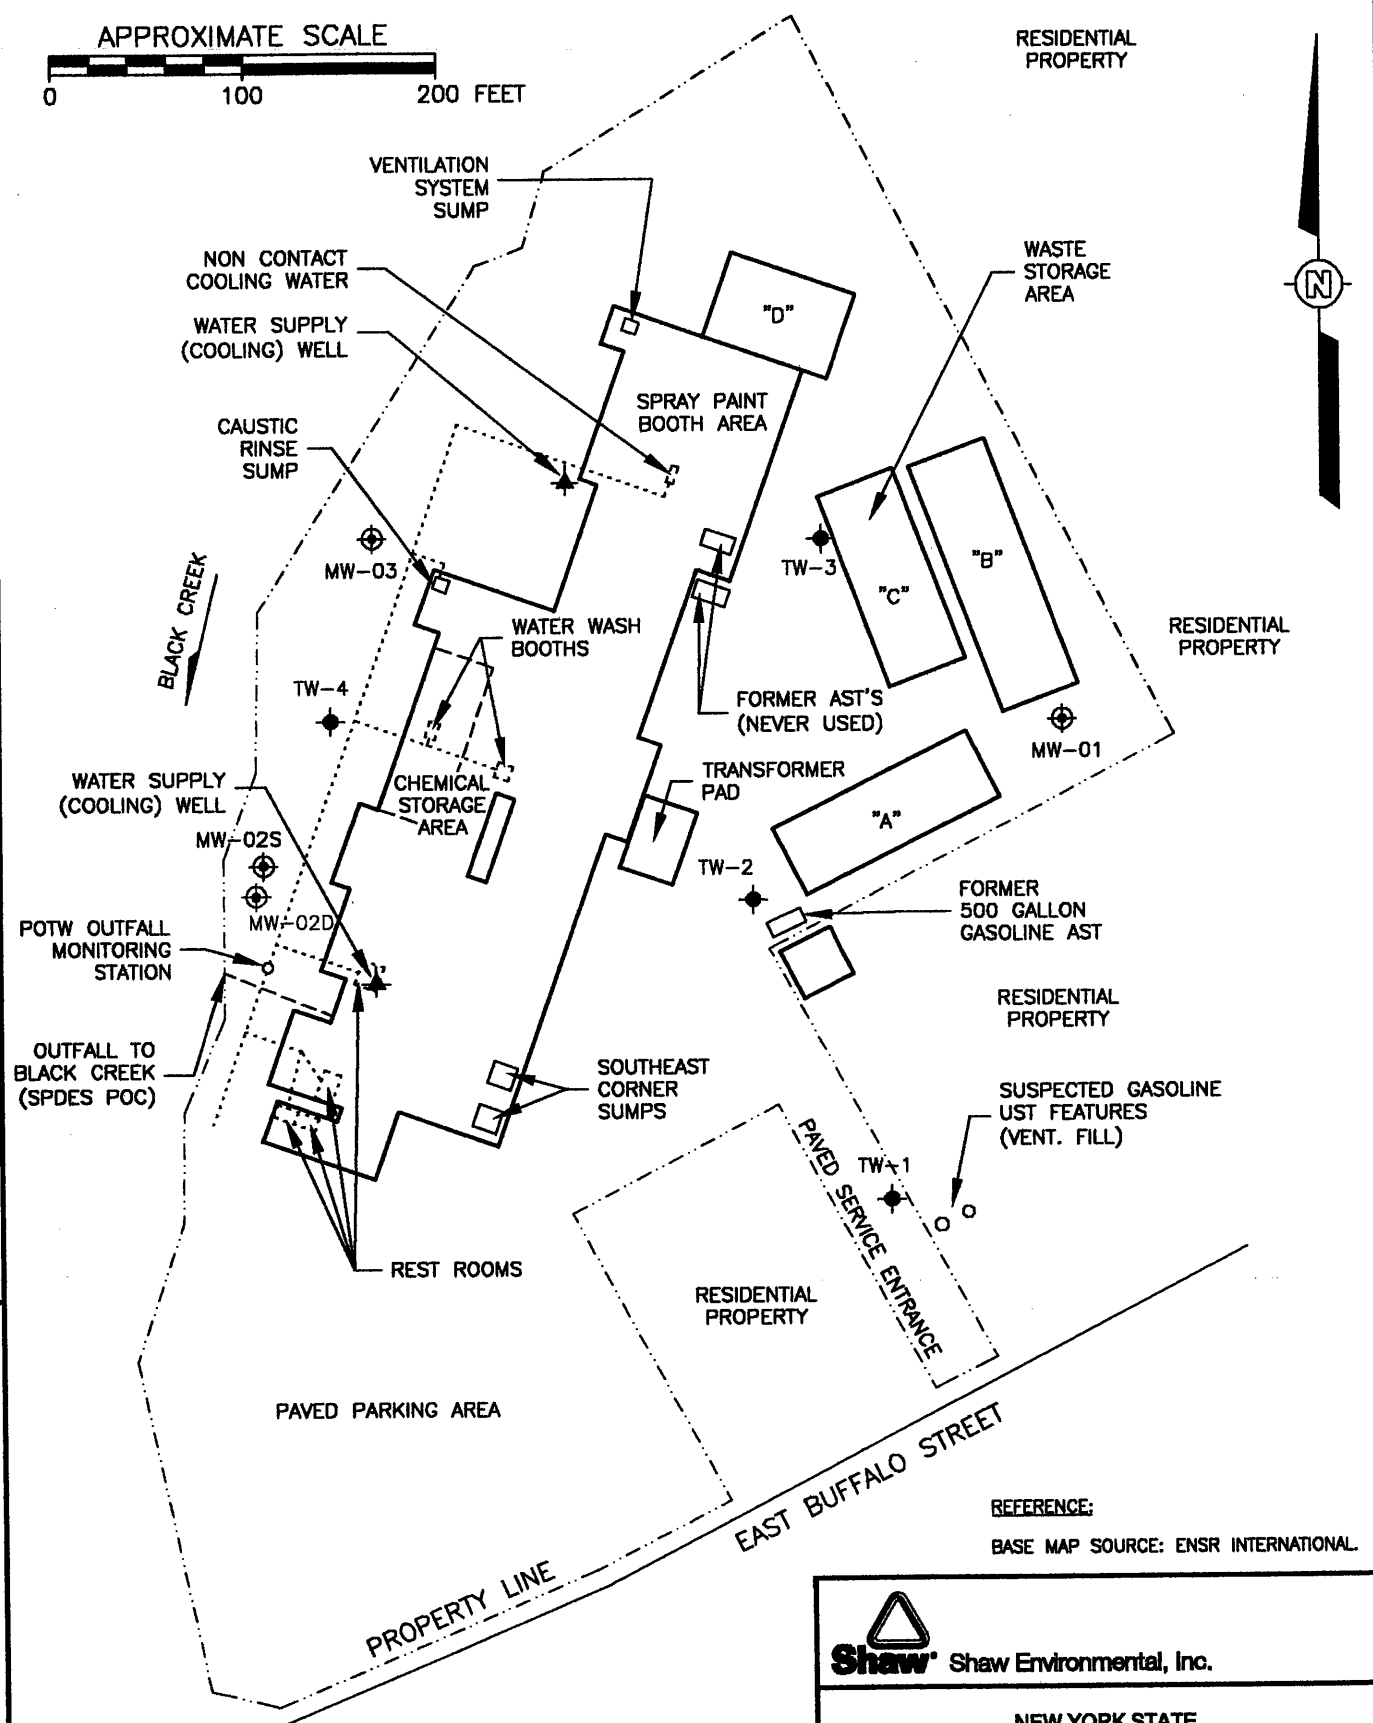 APPROXIMATE SCALE
0 100 200 FEET
RESIDENTIAL
PROPERTY
N
VENTILATION
SYSTEM
SUMP
NON CONTACT
COOLING WATER
WATER SUPPLY
(COOLING) WELL
WASTE
STORAGE
AREA
"D"
SPRAY PAINT
BOOTH AREA
CAUSTIC
RINSE
SUMP
MW-03
TW-3
"B"
"C"
BLACK CREEK
WATER WASH
BOOTHS
RESIDENTIAL
PROPERTY
TW-4
FORMER AST'S
(NEVER USED)
MW-01
WATER SUPPLY
(COOLING) WELL
CHEMICAL
STORAGE
AREA
TRANSFORMER
PAD
"A"
MW-02S
MW-02D
TW-2
FORMER
500 GALLON
GASOLINE AST
POTW OUTFALL
MONITORING
STATION
RESIDENTIAL
PROPERTY
OUTFALL TO
BLACK CREEK
(SPDES POC)
SOUTHEAST
CORNER
SUMPS
SUSPECTED GASOLINE
UST FEATURES
(VENT. FILL)
TW-1
PAVED SERVICE ENTRANCE
REST ROOMS
RESIDENTIAL
PROPERTY
PAVED PARKING AREA
EAST BUFFALO STREET
PROPERTY LINE
REFERENCE:
BASE MAP SOURCE: ENSR INTERNATIONAL.
Shaw Shaw Environmental, Inc.
NEW YORK STATE